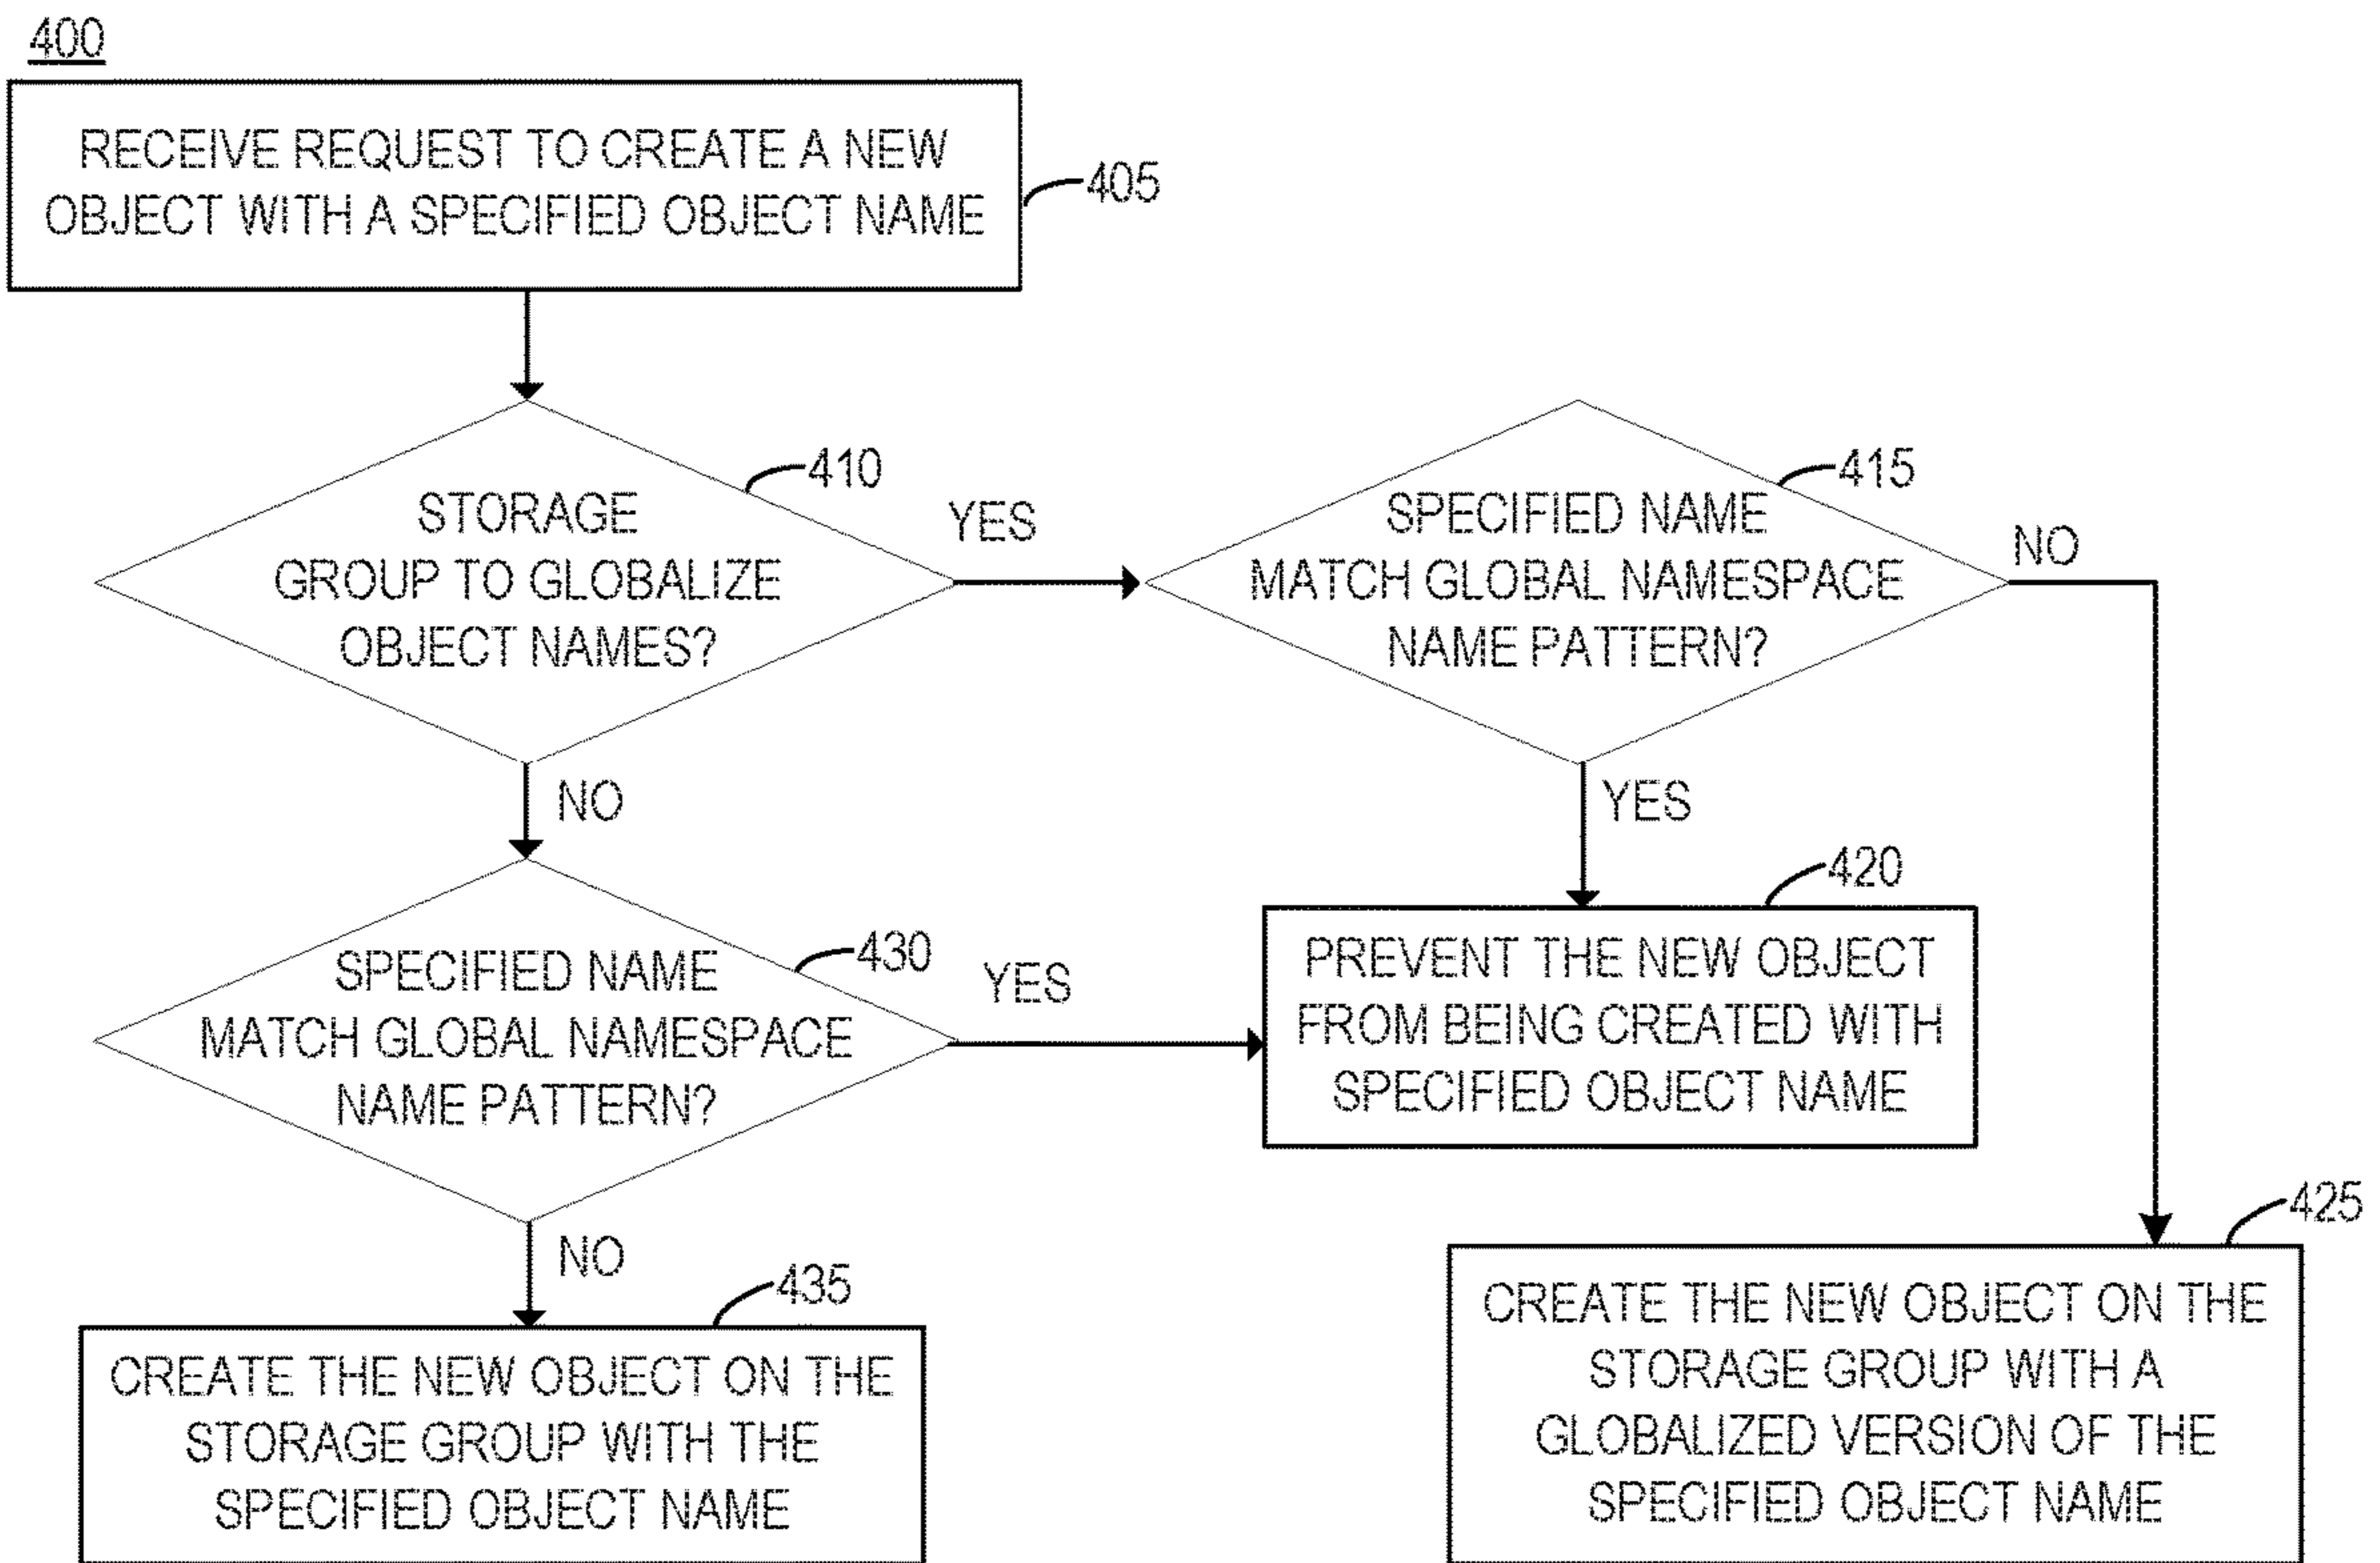 400
RECEIVE REQUEST TO CREATE A NEW
OBJECT WITH A SPECIFIED OBJECT NAME
405
STORAGE
GROUP TO GLOBALIZE
OBJECT NAMES?
410
YES
SPECIFIED NAME
MATCH GLOBAL NAMESPACE
NAME PATTERN?
415
NO
NO
YES
SPECIFIED NAME
MATCH GLOBAL NAMESPACE
NAME PATTERN?
430
YES
PREVENT THE NEW OBJECT
FROM BEING CREATED WITH
SPECIFIED OBJECT NAME
420
NO
CREATE THE NEW OBJECT ON THE
STORAGE GROUP WITH THE
SPECIFIED OBJECT NAME
435
CREATE THE NEW OBJECT ON THE
STORAGE GROUP WITH A
GLOBALIZED VERSION OF THE
SPECIFIED OBJECT NAME
425